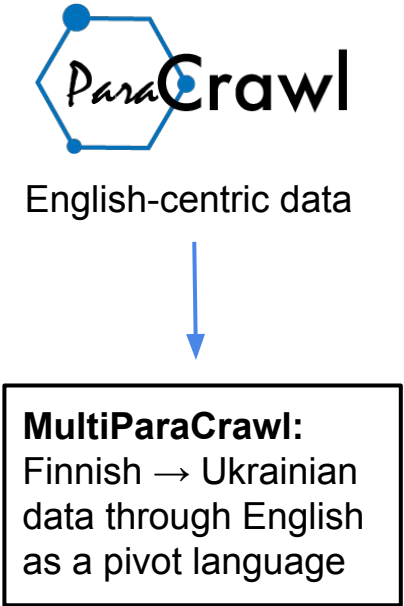 ParaCrawl
English-centric data
MultiParaCrawl:
Finnish → Ukrainian
data through English
as a pivot language